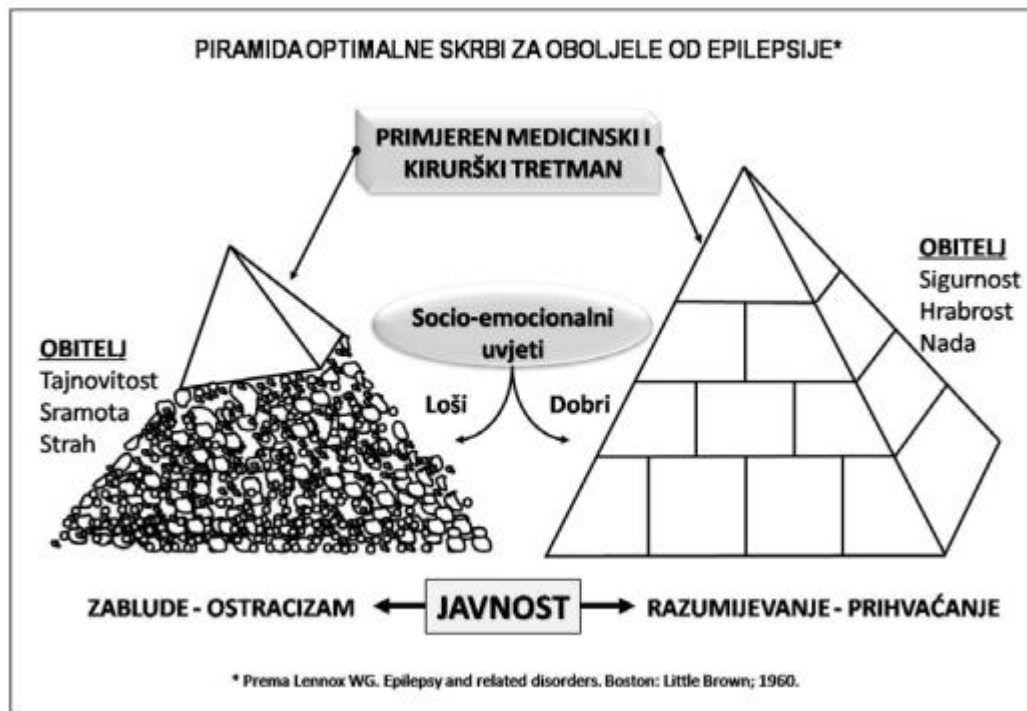 PIRAMIDA OPTIMALNE SKRBI ZA OBOLJELE OD EPILEPSIJE*
PRIMJEREN MEDICINSKI I
KIRURŠKI TRETMAN
OBITELJ
Tajnovitost
Sramota
Strah
Socio-emocionalni
uvjeti
Loši
Dobri
OBITELJ
Sigurnost
Hrabrost
Nada
ZABLUDE - OSTRACIZAM
JAVNOST
RAZUMIJEVANJE - PRIHVAĆANJE
* Prema Lennox WG. Epilepsy and related disorders. Boston: Little Brown; 1960.